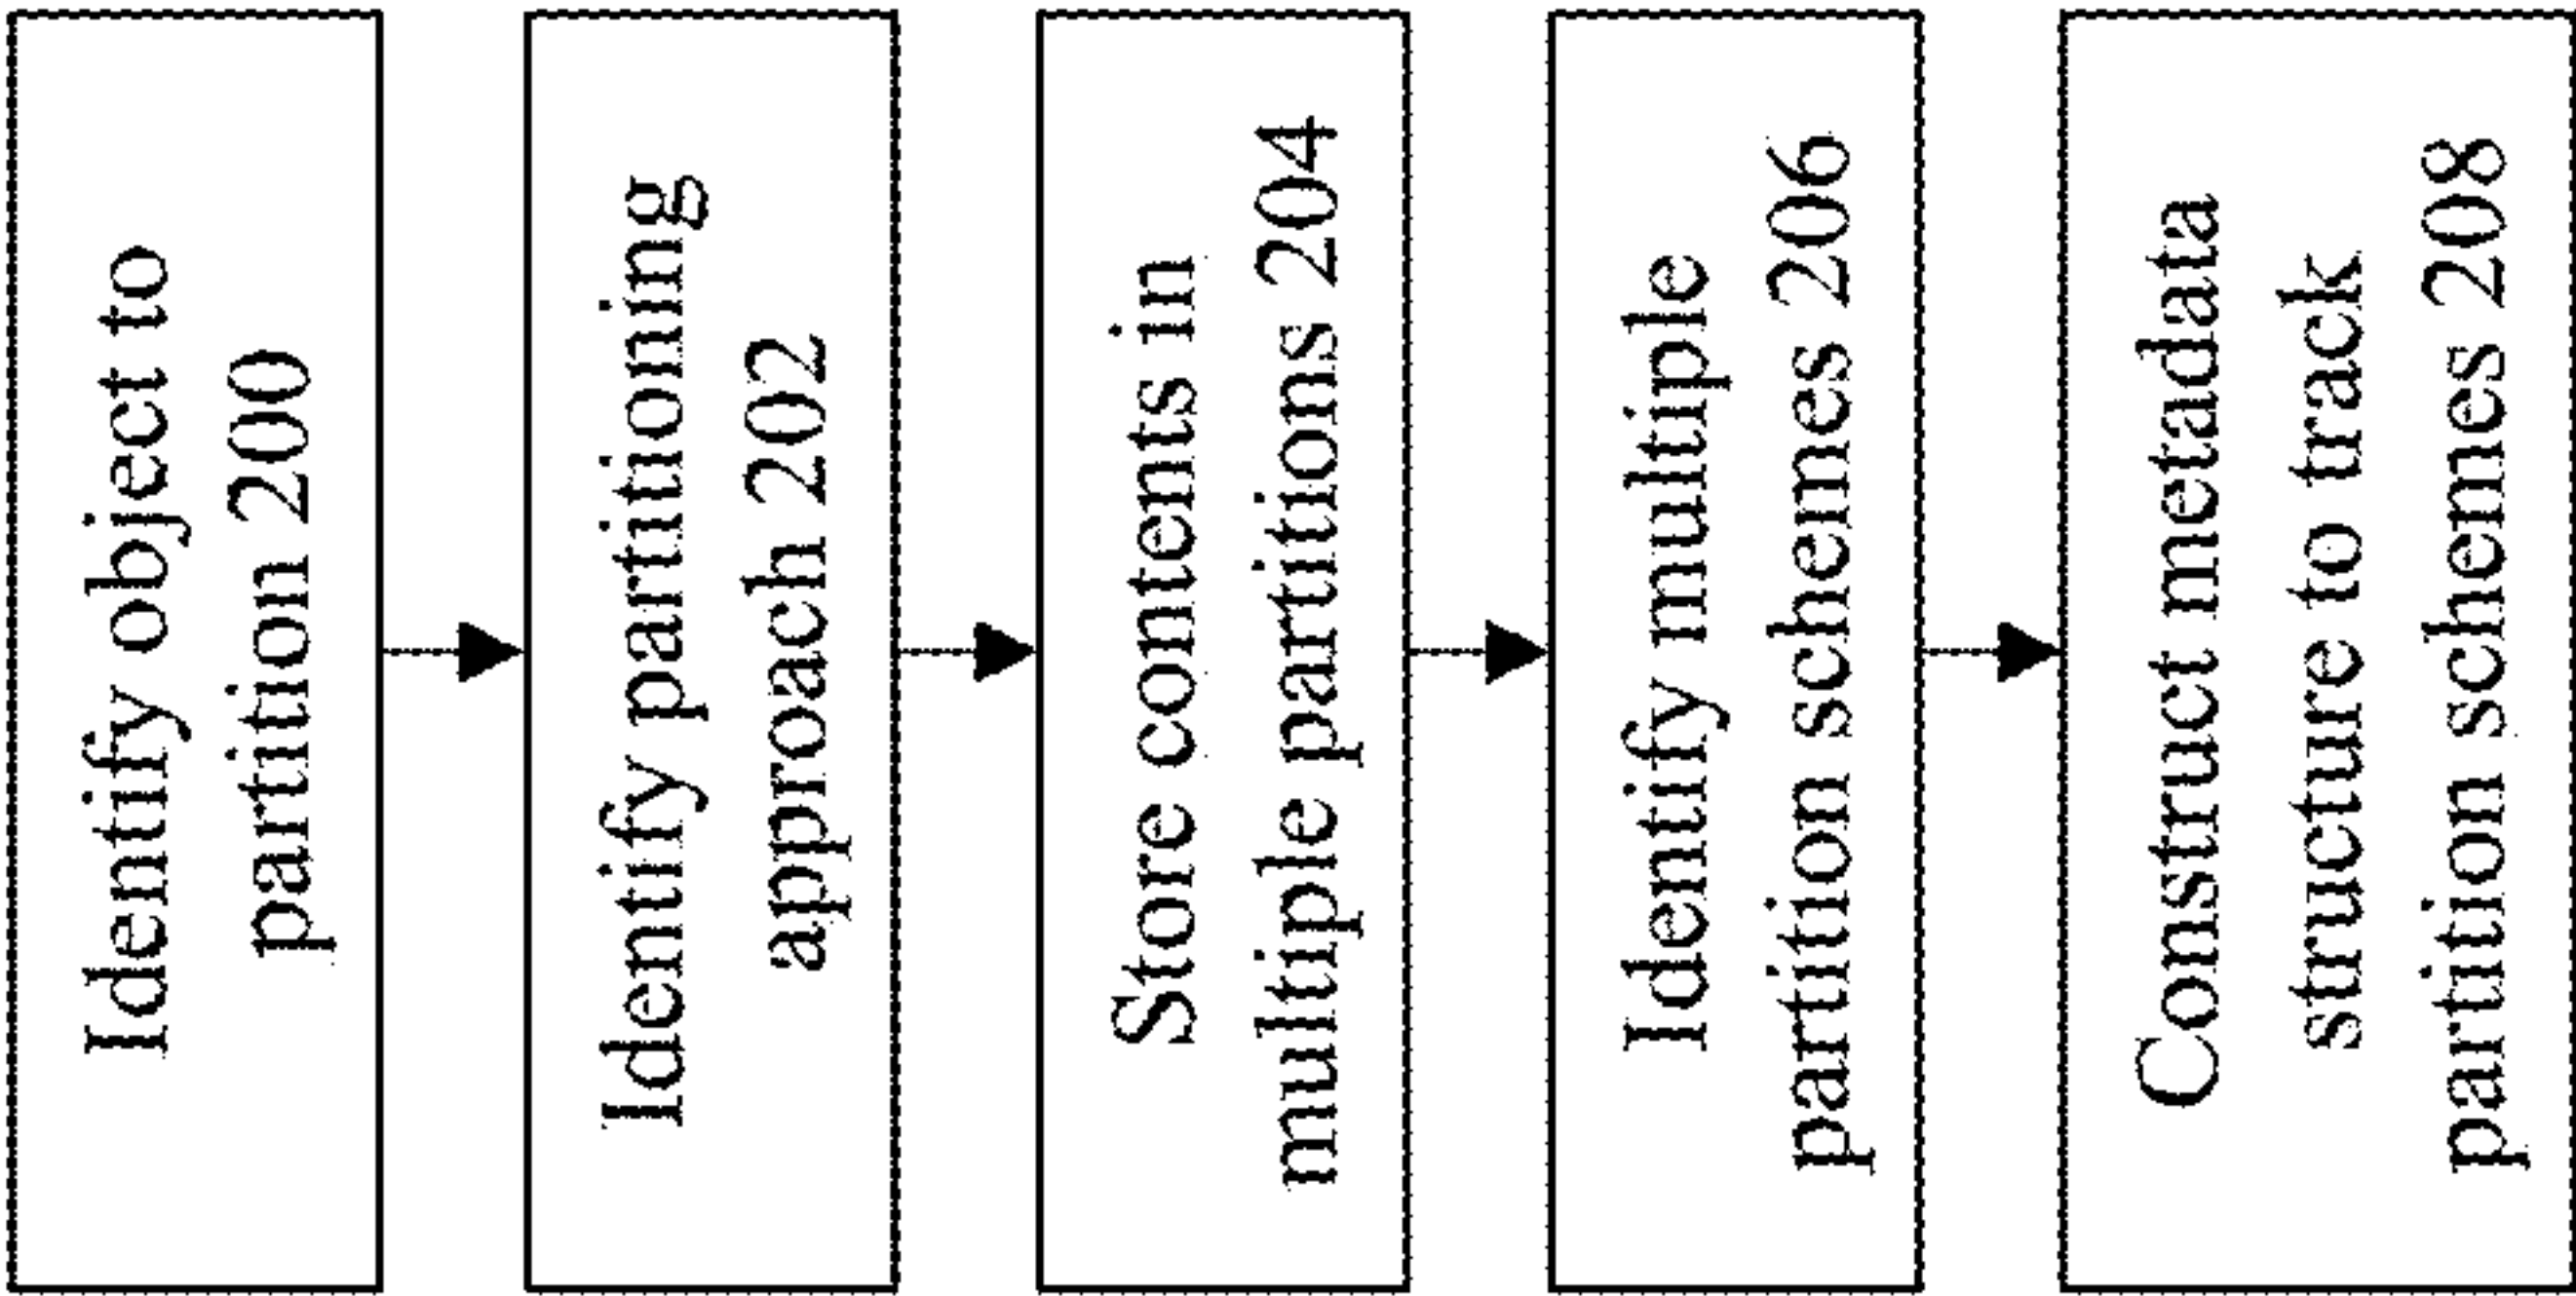 Identify object to
partition 200
Identify partitioning
approach 202
Store contents in
multiple partitions 204
Identify multiple
partition schemes 206
Construct metadata
structure to track
partition schemes 208